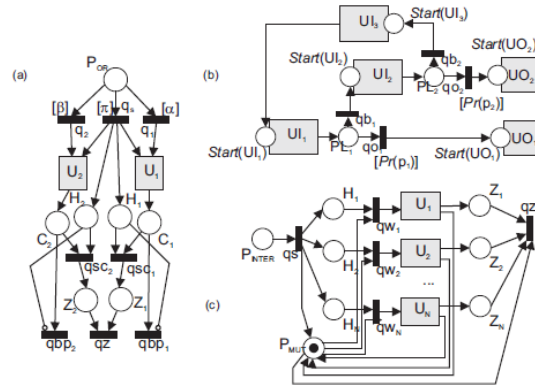 (a)
P_OR
[β] [π] q_s [α]
q_2 q_1
U_2 U_1
H_2 H_1
C_2 C_1
qsc_2 qsc_1
Z_2 Z_1
qbp_2 qz qbp_1
(b)
UI_3 Start(UI_3)
Start(UI_2) qb_2 Start(UO_2)
UI_2 PL_2 qo_2 UO_2
qb_1 [Pr(p_2)]
UI_1 PL_1 qo_1
Start(UI_1) [Pr(p_1)] Start(UO_1)
(c)
H_1 qw_1 U_1 Z_1 qz
P_INTER qs
H_2 qw_2 U_2 Z_2
...
H_N qw_N U_N Z_N
P_MUT